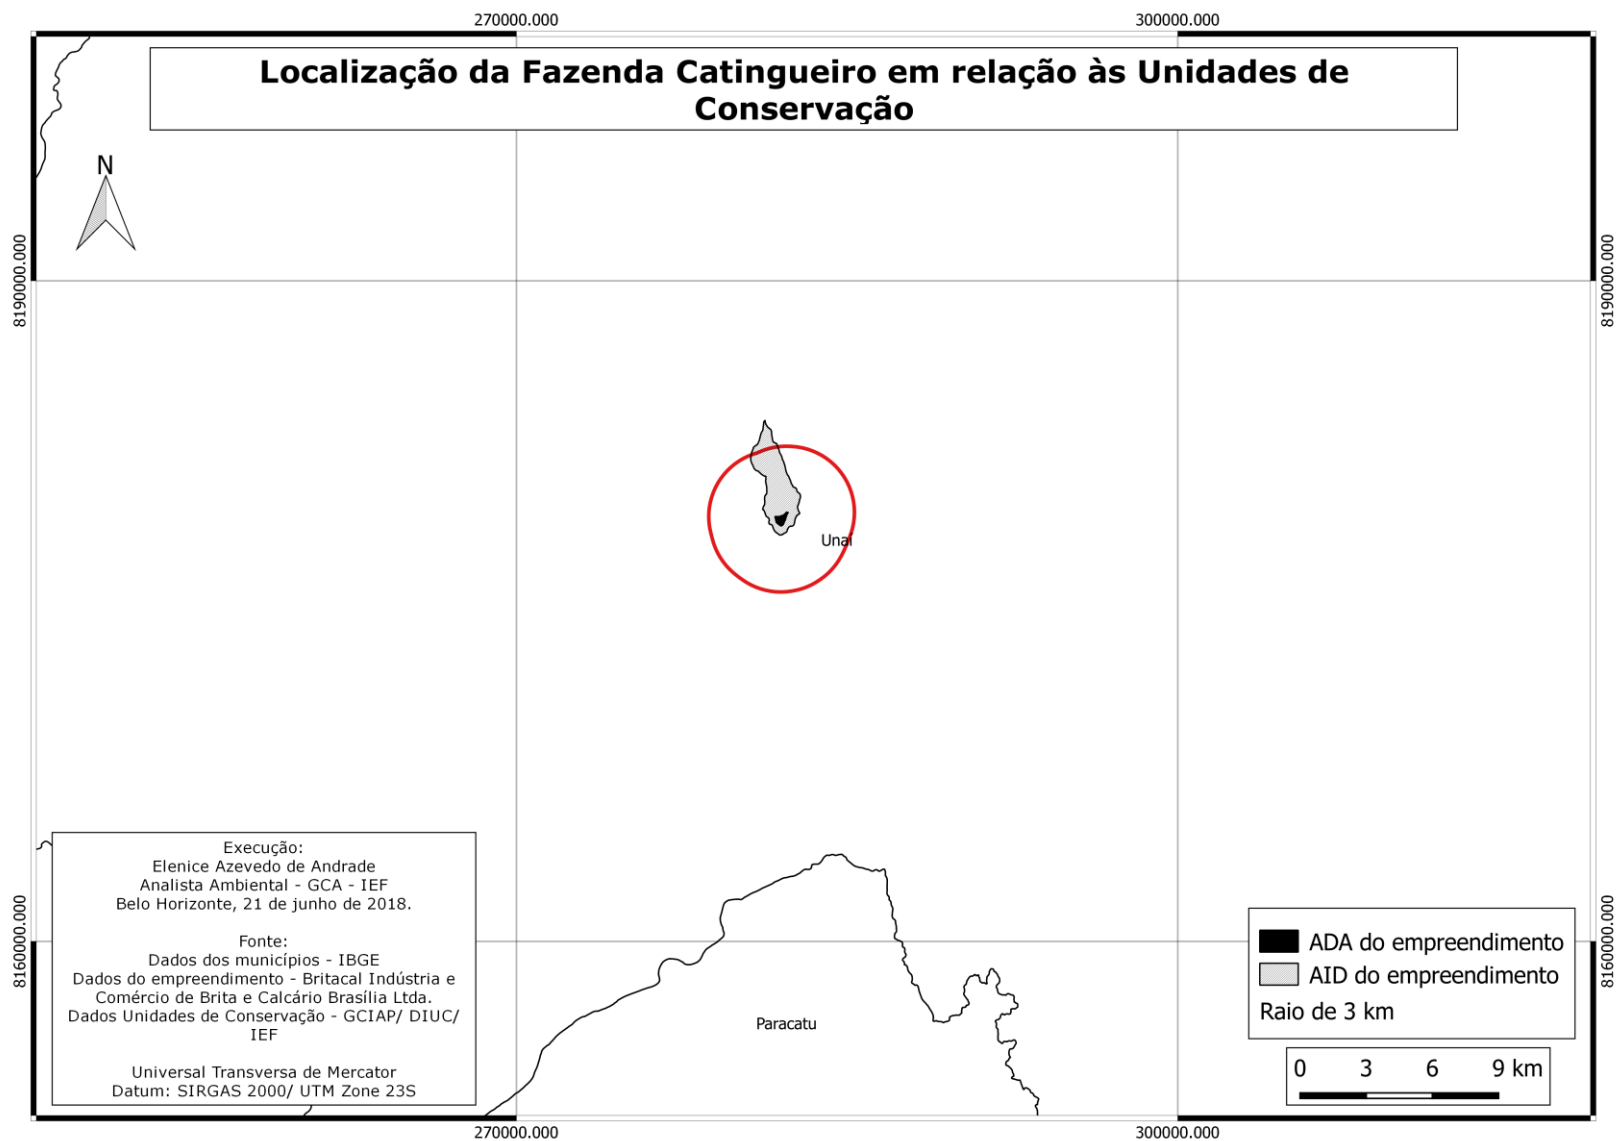 270000.000
300000.000
Localização da Fazenda Catingueiro em relação às Unidades de
Conservação
N
8190000.000
8190000.000
Unaí
Execução:
Elenice Azevedo de Andrade
Analista Ambiental - GCA - IEF
Belo Horizonte, 21 de junho de 2018.
Fonte:
Dados dos municípios - IBGE
Dados do empreendimento - Britacal Indústria e
Comércio de Brita e Calcário Brasília Ltda.
Dados Unidades de Conservação - GCIAP/ DIUC/
IEF
Universal Transversa de Mercator
Datum: SIRGAS 2000/ UTM Zone 23S
8160000.000
8160000.000
Paracatu
ADA do empreendimento
AID do empreendimento
Raio de 3 km
0 3 6 9 km
270000.000
300000.000